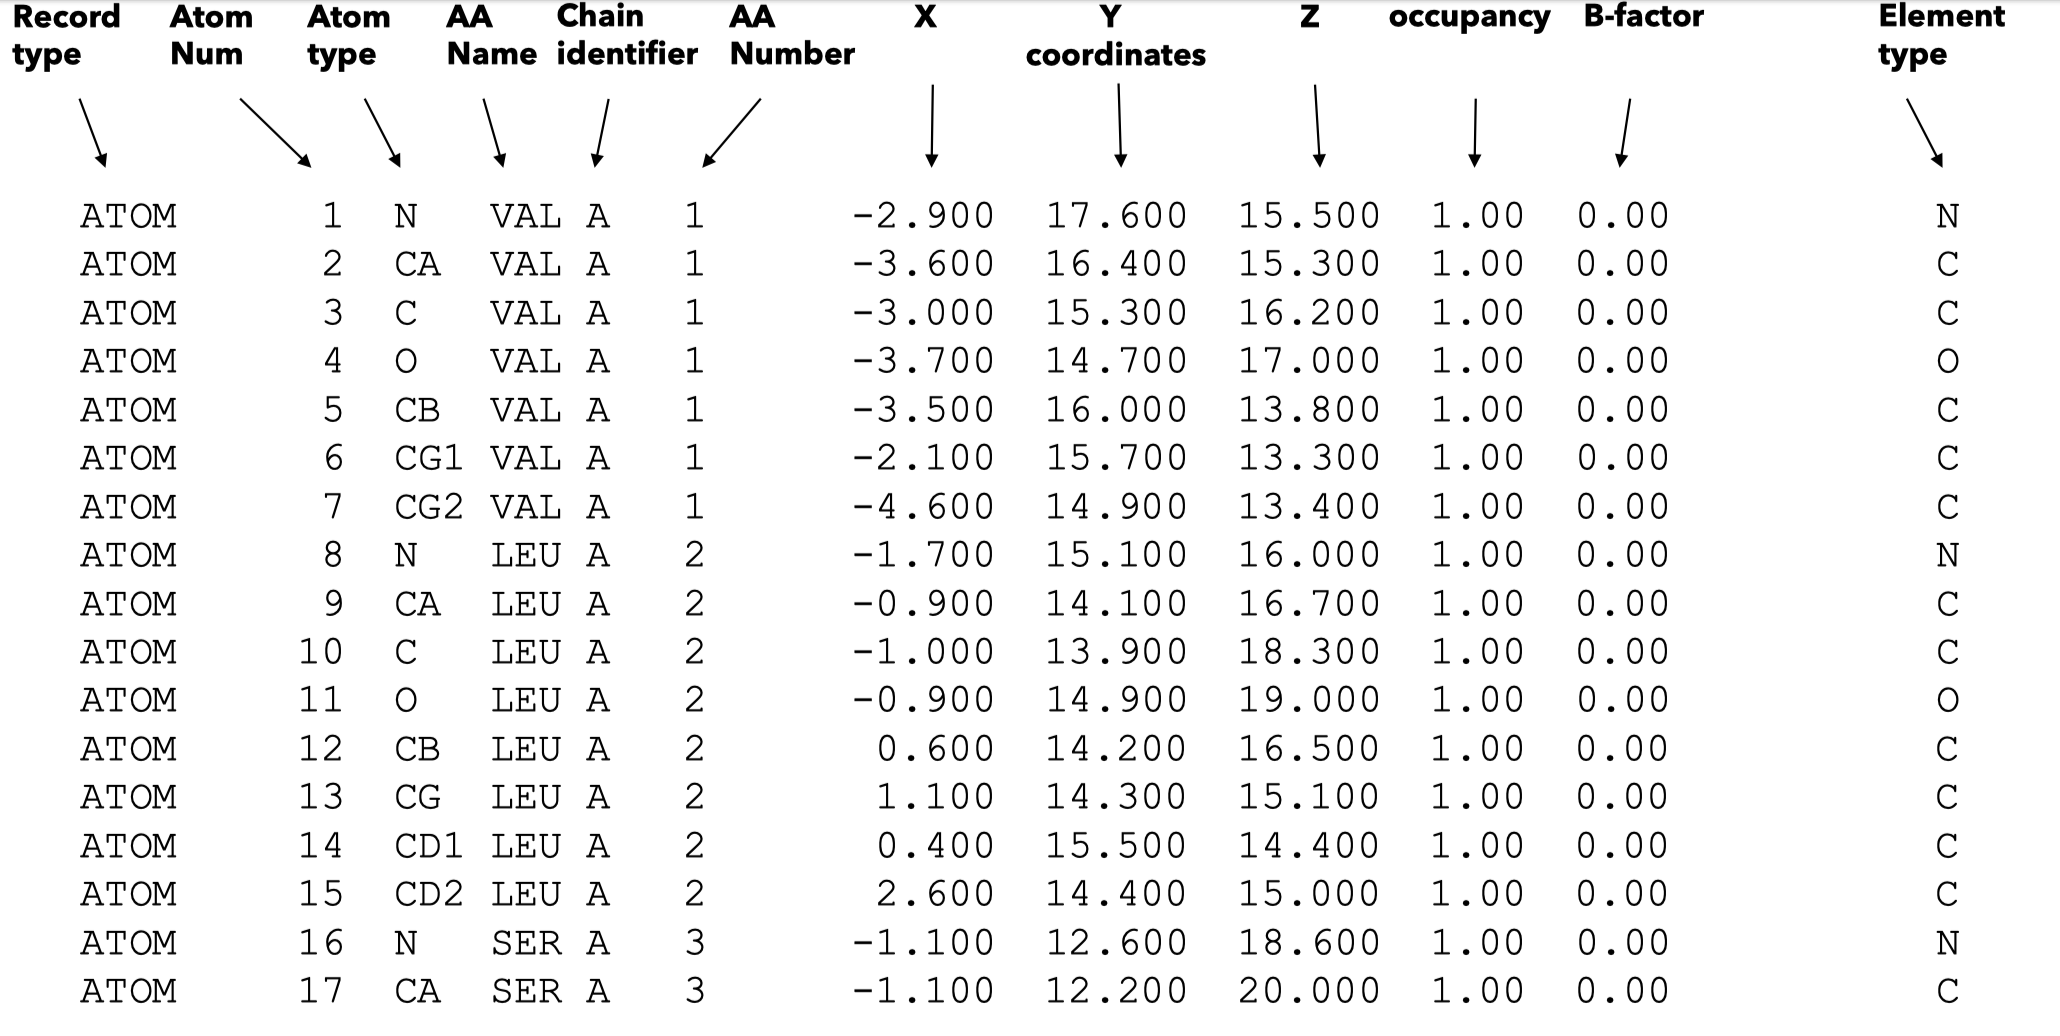 Record Atom Atom AA Chain AA X Y Z occupancy B-factor Element
type Num type Name identifier Number coordinates type
ATOM 1 N VAL A 1 -2.900 17.600 15.500 1.00 0.00 N
ATOM 2 CA VAL A 1 -3.600 16.400 15.300 1.00 0.00 C
ATOM 3 C VAL A 1 -3.000 15.300 16.200 1.00 0.00 C
ATOM 4 O VAL A 1 -3.700 14.700 17.000 1.00 0.00 O
ATOM 5 CB VAL A 1 -3.500 16.000 13.800 1.00 0.00 C
ATOM 6 CG1 VAL A 1 -2.100 15.700 13.300 1.00 0.00 C
ATOM 7 CG2 VAL A 1 -4.600 14.900 13.400 1.00 0.00 C
ATOM 8 N LEU A 2 -1.700 15.100 16.000 1.00 0.00 N
ATOM 9 CA LEU A 2 -0.900 14.100 16.700 1.00 0.00 C
ATOM 10 C LEU A 2 -1.000 13.900 18.300 1.00 0.00 C
ATOM 11 O LEU A 2 -0.900 14.900 19.000 1.00 0.00 O
ATOM 12 CB LEU A 2 0.600 14.200 16.500 1.00 0.00 C
ATOM 13 CG LEU A 2 1.100 14.300 15.100 1.00 0.00 C
ATOM 14 CD1 LEU A 2 0.400 15.500 14.400 1.00 0.00 C
ATOM 15 CD2 LEU A 2 2.600 14.400 15.000 1.00 0.00 C
ATOM 16 N SER A 3 -1.100 12.600 18.600 1.00 0.00 N
ATOM 17 CA SER A 3 -1.100 12.200 20.000 1.00 0.00 C